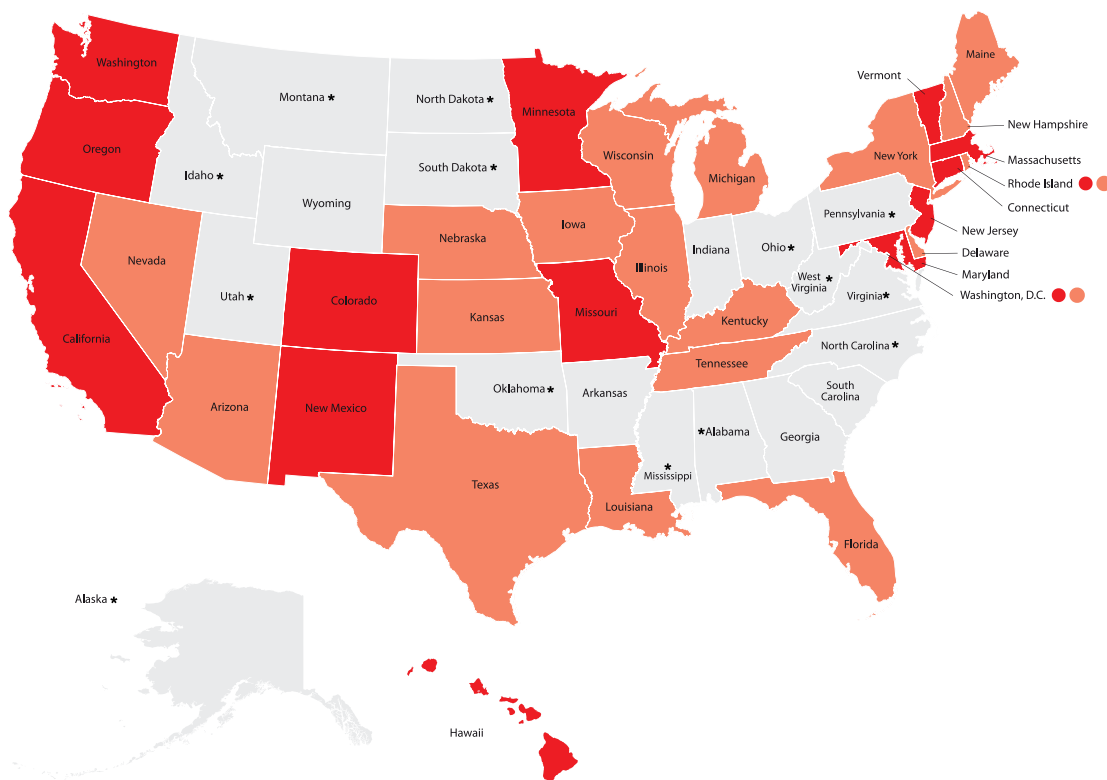 Washington
Montana *
North Dakota *
Minnesota
Maine
Vermont
New Hampshire
Oregon
Idaho *
South Dakota *
Wisconsin
Michigan
New York
Massachusetts
Rhode Island
Connecticut
Wyoming
Pennsylvania *
New Jersey
Nebraska
Iowa
Indiana
Ohio *
Delaware
Nevada
Illinois
West
Virginia *
Maryland
Utah *
Colorado
Virginia *
Washington, D.C.
California
Kansas
Missouri
Kentucky
North Carolina *
Tennessee
Oklahoma *
Arkansas
South
Carolina
Arizona
New Mexico
* Alabama
Georgia
*
Mississippi
Texas
Louisiana
Florida
Alaska *
Hawaii